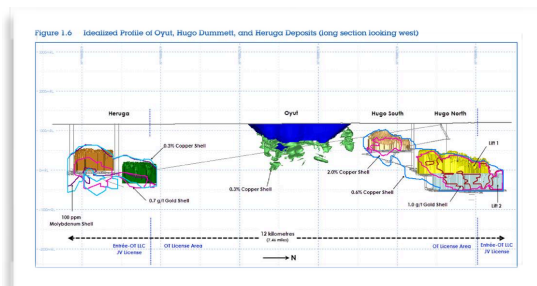 Figure 1.6 Idealized Profile of Oyut, Hugo Dummett, and Heruga Deposits (long section looking west)
Heruga
Oyut
Hugo South
Hugo North
Lift 1
0.3% Copper Shell
2.0% Copper Shell
0.3% Copper Shell
0.6% Copper Shell
0.7 g/t Gold Shell
1.0 g/t Gold Shell
Lift 2
100 ppm
Molybdenum Shell
12 kilometres
(7.46 miles)
Entrée-OT LLC
JV License
OT License Area
N
OT License Area
Entrée-OT LLC
JV License